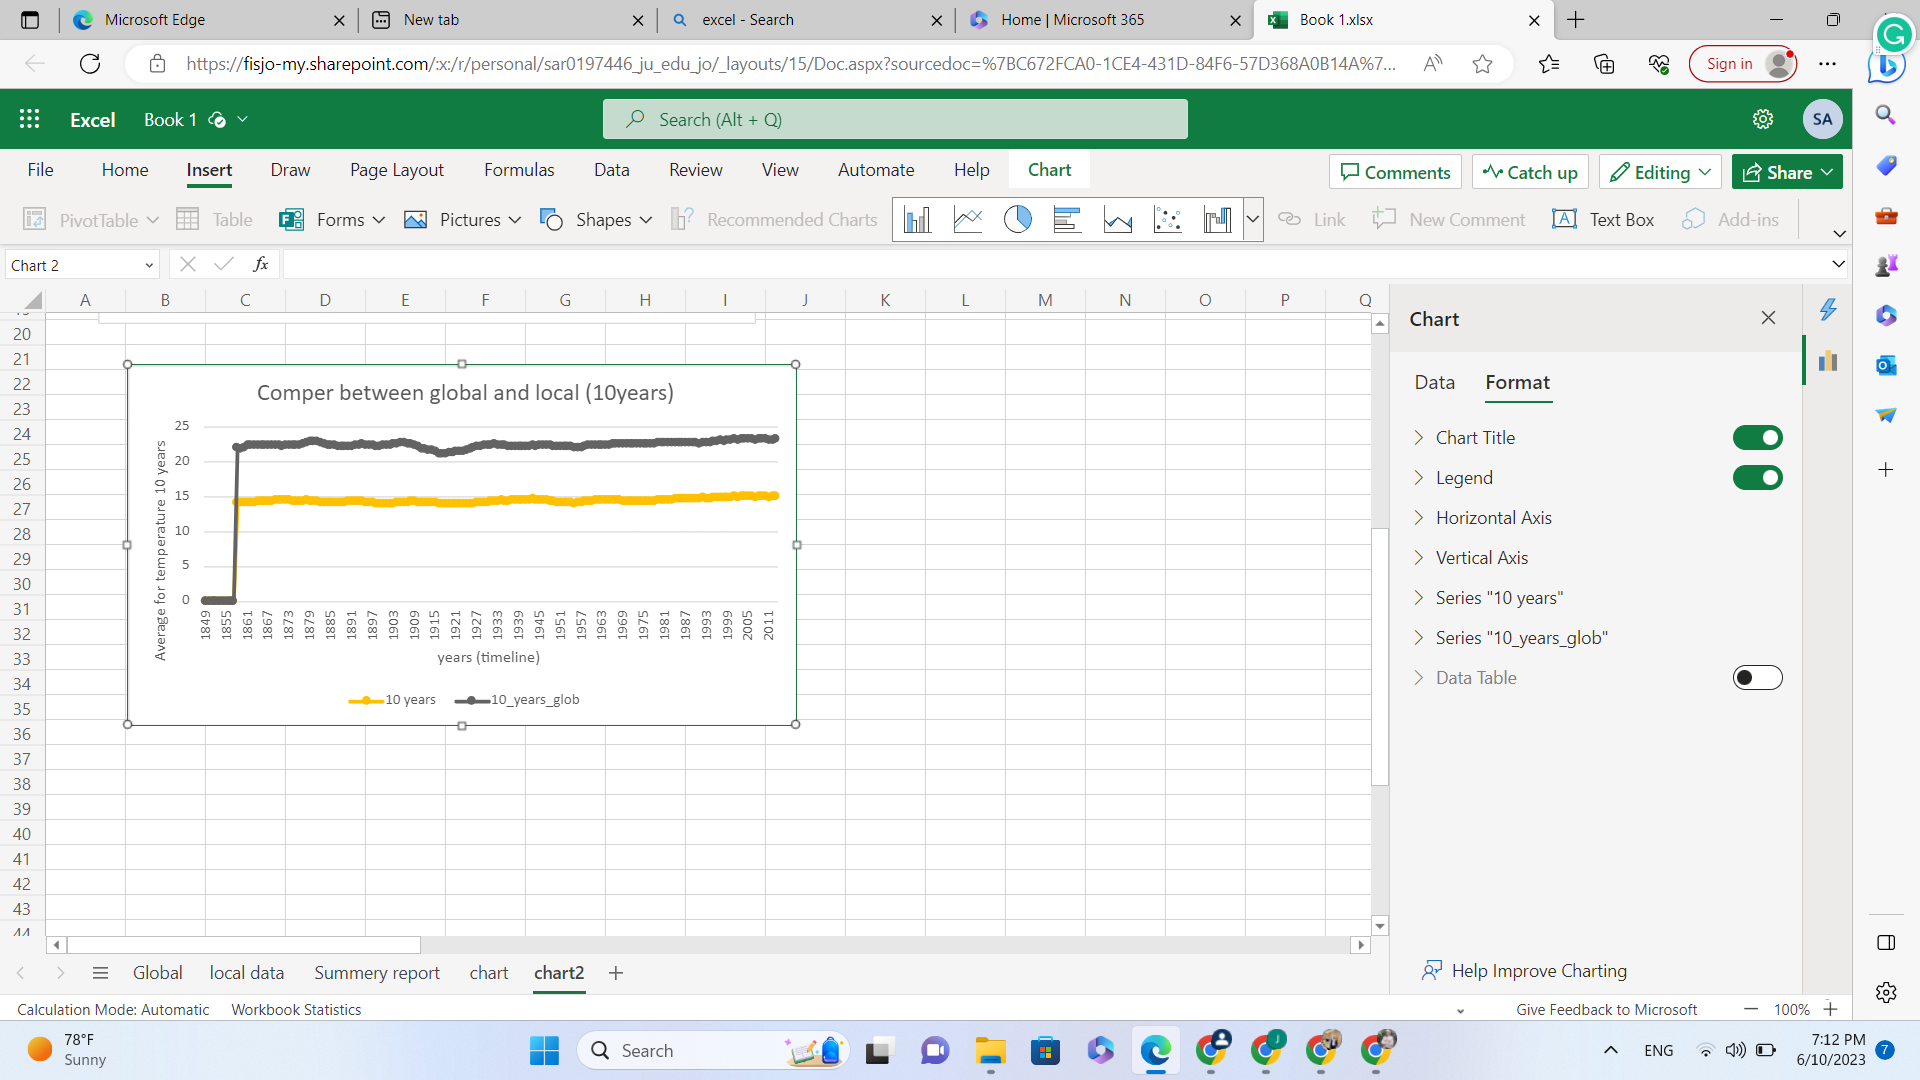 Microsoft Edge
New tab
excel - Search
Home | Microsoft 365
Book 1.xlsx
https://fisjo-my.sharepoint.com/:x:/r/personal/sar0197446_ju_edu_jo/_layouts/15/Doc.aspx?sourcedoc=%7BC672FCA0-1CE4-431D-84F6-57D368A0B14A%7...
Sign in
Excel
Book 1
Search (Alt + Q)
SA
File Home Insert Draw Page Layout Formulas Data Review View Automate Help Chart
Comments Catch up Editing Share
PivotTable Table Forms Pictures Shapes Recommended Charts Link New Comment Text Box Add-ins
Chart 2
fx
A B C D E F G H I J K L M N O P Q
20
21
22
23
24
25
26
27
28
29
30
31
32
33
34
35
36
37
38
39
40
41
42
43
44
Comper between global and local (10years)
Average for temperature 10 years
25
20
15
10
5
0
1849 1855 1861 1867 1873 1879 1885 1891 1897 1903 1909 1915 1921 1927 1933 1939 1945 1951 1957 1963 1969 1975 1981 1987 1993 1999 2005 2011
years (timeline)
10 years 10_years_glob
Chart
Data Format
Chart Title
Legend
Horizontal Axis
Vertical Axis
Series "10 years"
Series "10_years_glob"
Data Table
Help Improve Charting
Global local data Summery report chart chart2
Calculation Mode: Automatic Workbook Statistics
Give Feedback to Microsoft 100%
78°F
Sunny
Search
ENG
7:12 PM
6/10/2023
7